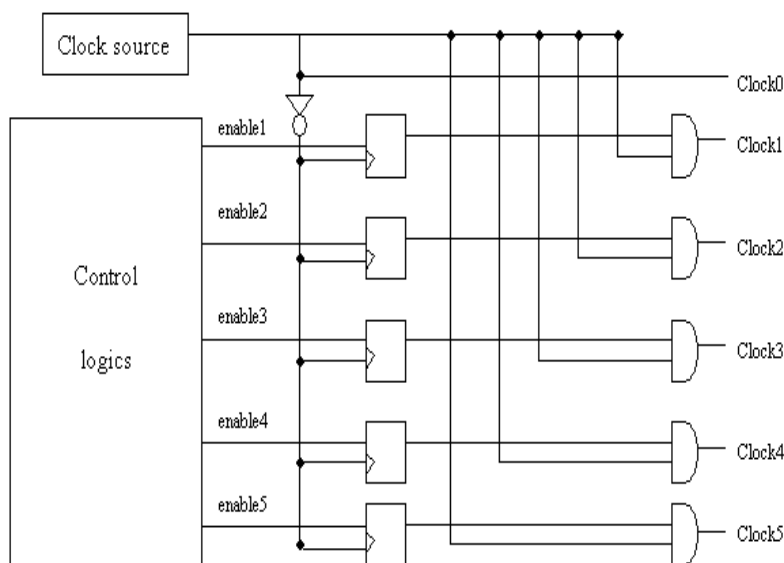 Clock source
Clock0
enable1
Clock1
enable2
Clock2
Control
logics
enable3
Clock3
enable4
Clock4
enable5
Clock5